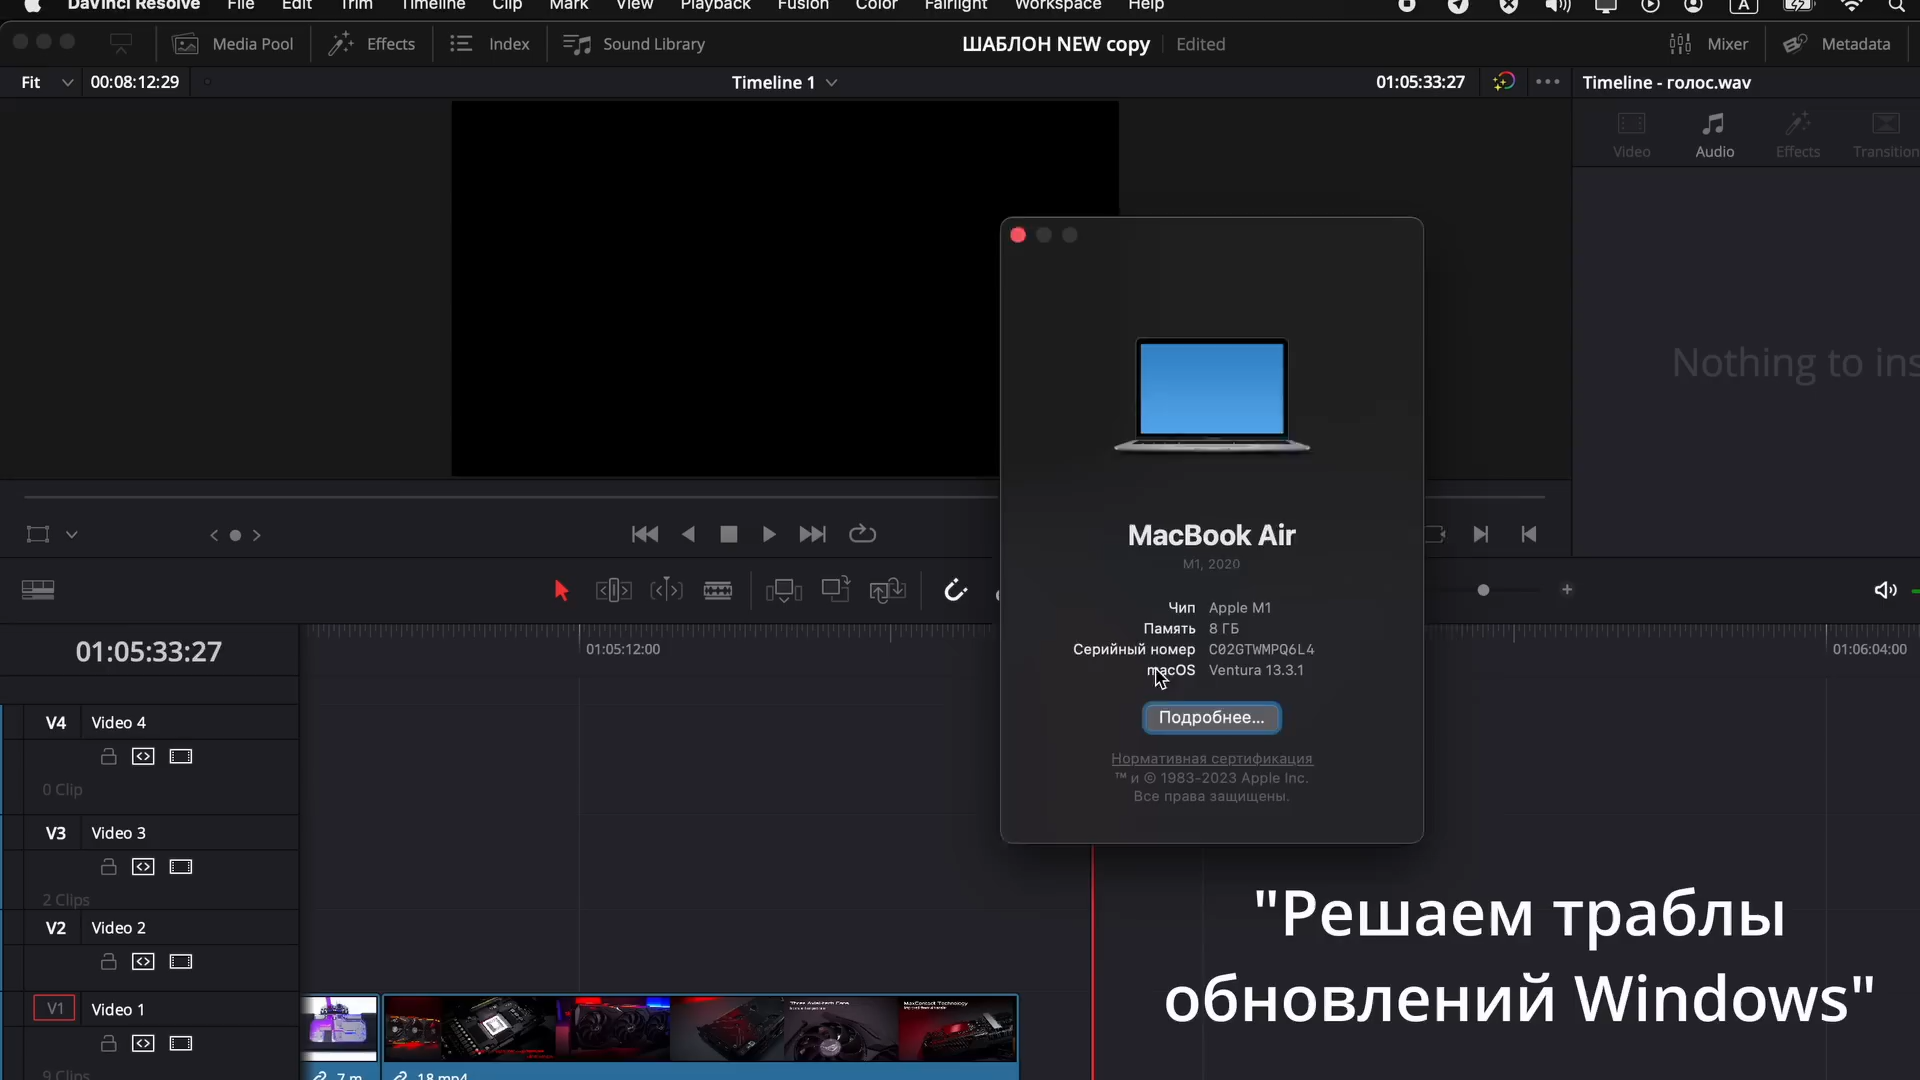 DaVinci Resolve File Edit Trim Timeline Clip Mark View Playback Fusion Color Fairlight Workspace Help A
Media Pool Effects Index Sound Library ШАБЛОН NEW copy Edited Mixer Metadata
Fit 00:08:12:29 Timeline 1 01:05:33:27 Timeline - голос.wav
Video Audio Effects Transition
Nothing to ins
MacBook Air
M1, 2020
Чип Apple M1
Память 8 ГБ
Серийный номер C02GTWMPQ6L4
macOS Ventura 13.3.1
Подробнее...
Нормативная сертификация
™ и © 1983-2023 Apple Inc.
Все права защищены.
01:05:33:27 01:05:12:00 01:06:04:00
V4 Video 4
0 Clip
V3 Video 3
2 Clips
V2 Video 2
V1 Video 1
9 Clips
18.mp4
"Решаем траблы
обновлений Windows"